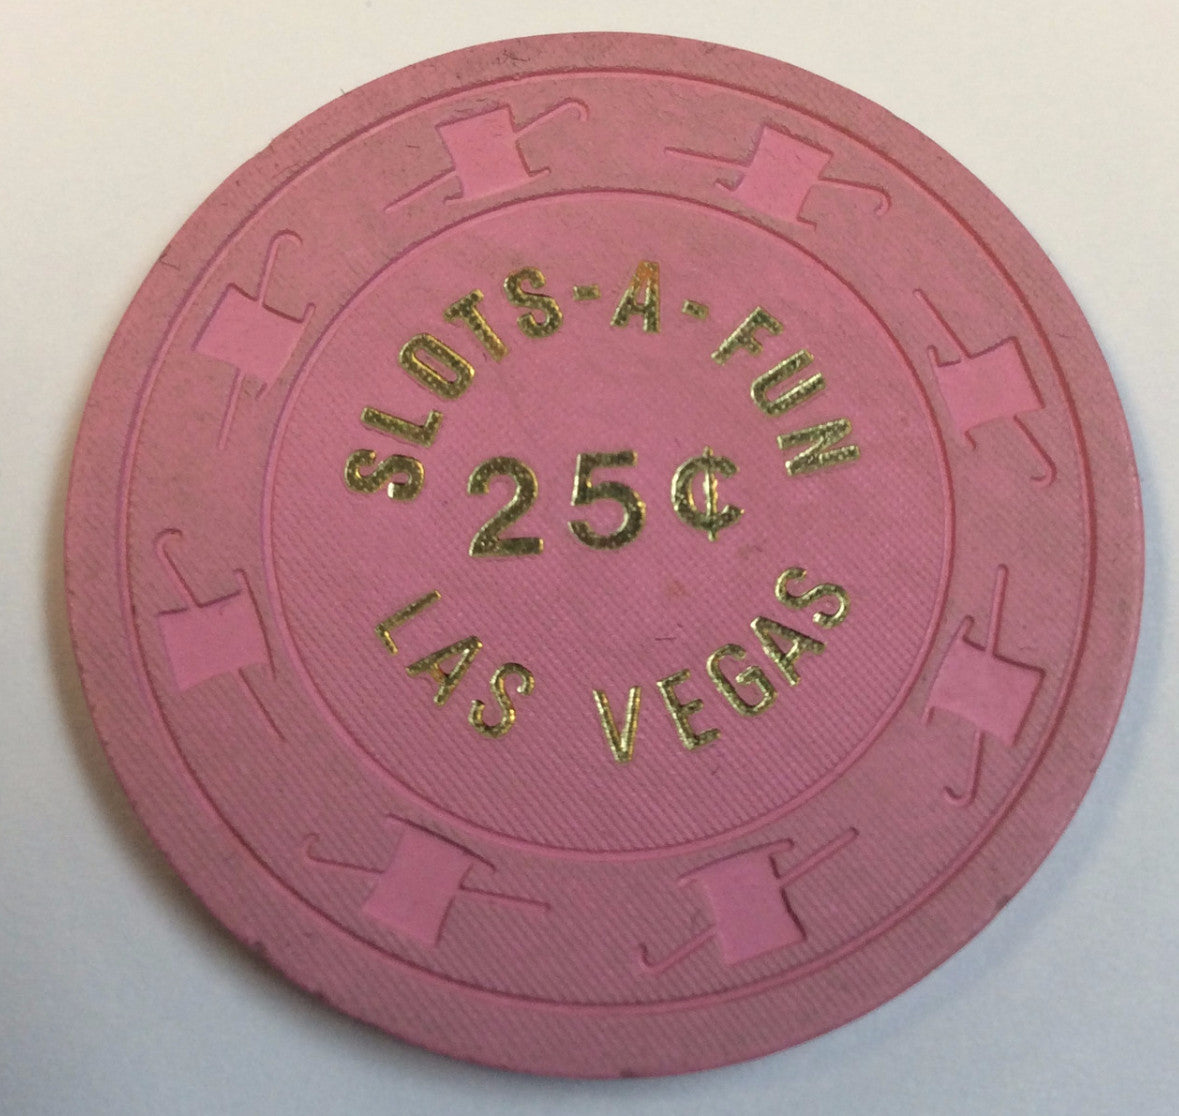 SLOTS-A-FUN
25¢
LAS VEGAS